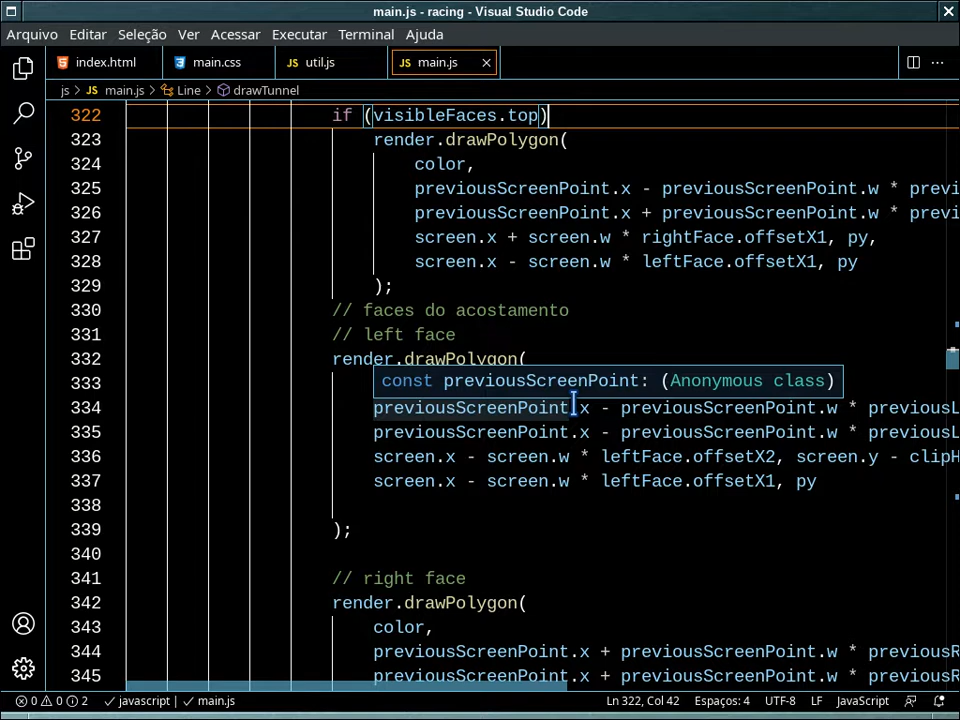 main.js - racing - Visual Studio Code
Arquivo Editar Seleção Ver Acessar Executar Terminal Ajuda
index.html main.css JS util.js JS main.js
js > JS main.js > Line > drawTunnel
322 if (visibleFaces.top)
323 render.drawPolygon(
324 color,
325 previousScreenPoint.x - previousScreenPoint.w * previ
326 previousScreenPoint.x + previousScreenPoint.w * previ
327 screen.x + screen.w * rightFace.offsetX1, py,
328 screen.x - screen.w * leftFace.offsetX1, py
329 );
330 // faces do acostamento
331 // left face
332 render.drawPolygon(
333 const previousScreenPoint: (Anonymous class)
334 previousScreenPoint.x - previousScreenPoint.w * previousL
335 previousScreenPoint.x - previousScreenPoint.w * previousL
336 screen.x - screen.w * leftFace.offsetX2, screen.y - clipH
337 screen.x - screen.w * leftFace.offsetX1, py
338
339 );
340
341 // right face
342 render.drawPolygon(
343 color,
344 previousScreenPoint.x + previousScreenPoint.w * previousR
345 previousScreenPoint.x + previousScreenPoint.w * previousR
0 0 2 javascript | main.js Ln 322, Col 42 Espaços: 4 UTF-8 LF JavaScript